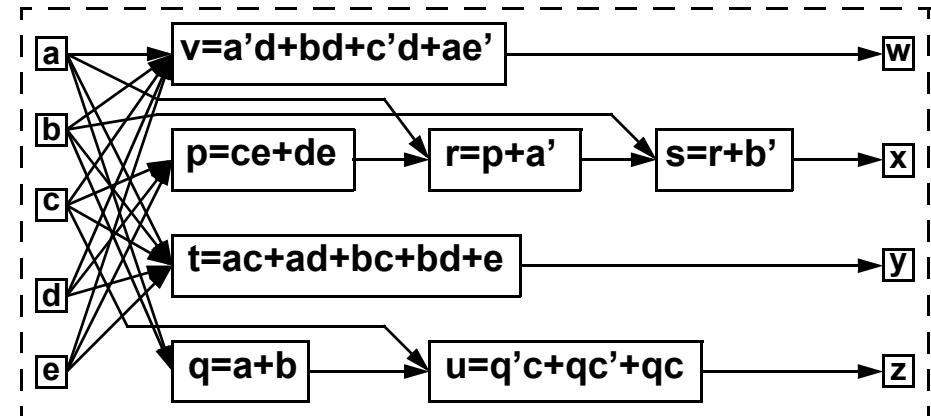 a v=a’d+bd+c’d+ae’ w
b
p=ce+de r=p+a’ s=r+b’ x
c
t=ac+ad+bc+bd+e y
d
e q=a+b u=q’c+qc’+qc z